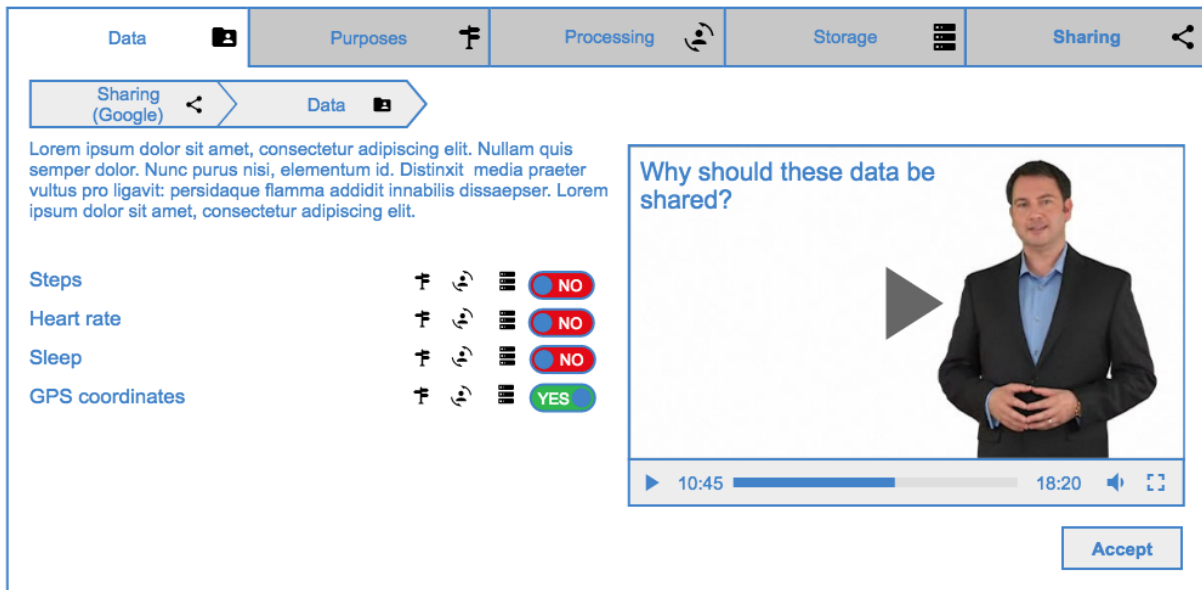 Data
Purposes
Processing
Storage
Sharing
Sharing
(Google)
Data
Lorem ipsum dolor sit amet, consectetur adipiscing elit. Nullam quis
semper dolor. Nunc purus nisi, elementum id. Distinxit media praeter
vultus pro ligavit: persidaque flamma addidit innabilis dissaepser. Lorem
ipsum dolor sit amet, consectetur adipiscing elit.
Why should these data be
shared?
Steps
NO
Heart rate
NO
Sleep
NO
GPS coordinates
YES
10:45
18:20
Accept